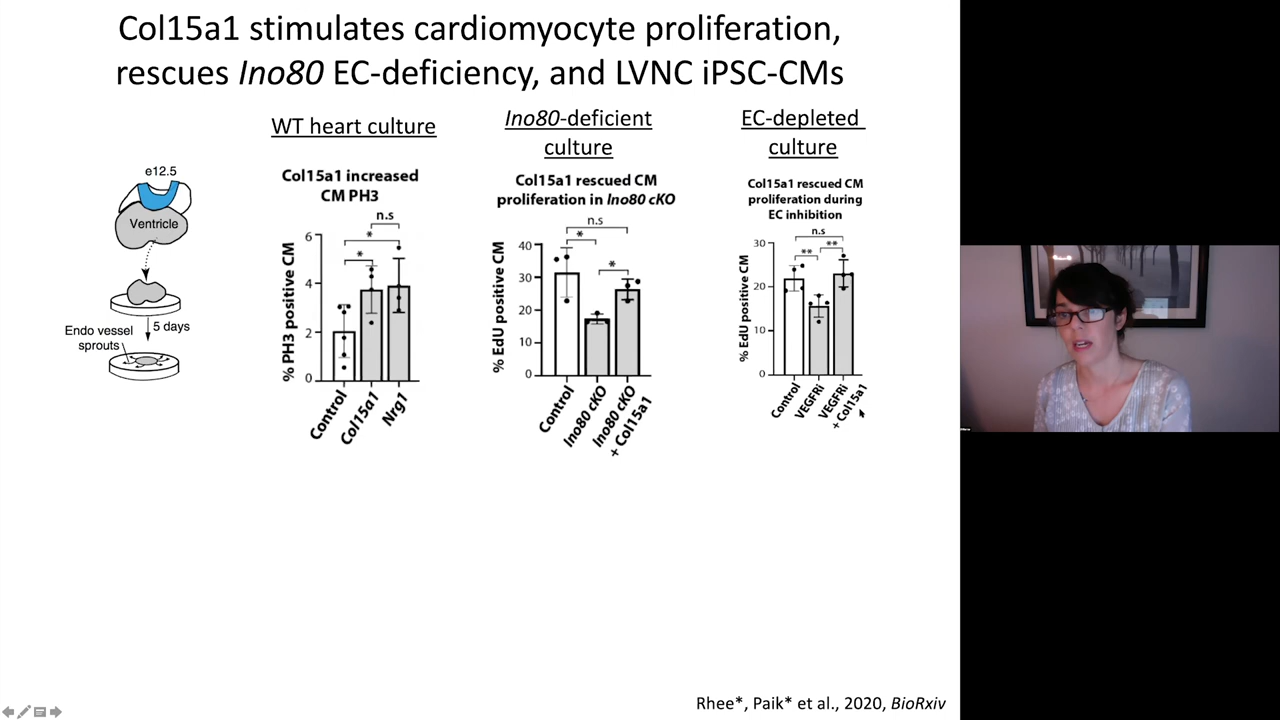 Col15a1 stimulates cardiomyocyte proliferation,
rescues Ino80 EC-deficiency, and LVNC iPSC-CMs
WT heart culture
Ino80-deficient
culture
EC-depleted
culture
e12.5
Ventricle
Endo vessel
sprouts
5 days
Col15a1 increased
CM PH3
n.s
*
*
% PH3 positive CM
6
4
2
0
Control
Col15a1
Nrg1
Col15a1 rescued CM
proliferation in Ino80 cKO
n.s
*
*
% EdU positive CM
40
30
20
10
0
Control
Ino80 cKO
Ino80 cKO
+ Col15a1
Col15a1 rescued CM
proliferation during
EC inhibition
n.s
**
**
% EdU positive CM
30
20
10
0
Control
VEGFRi
VEGFRi
+ Col15a1
Rhee*, Paik* et al., 2020, BioRxiv